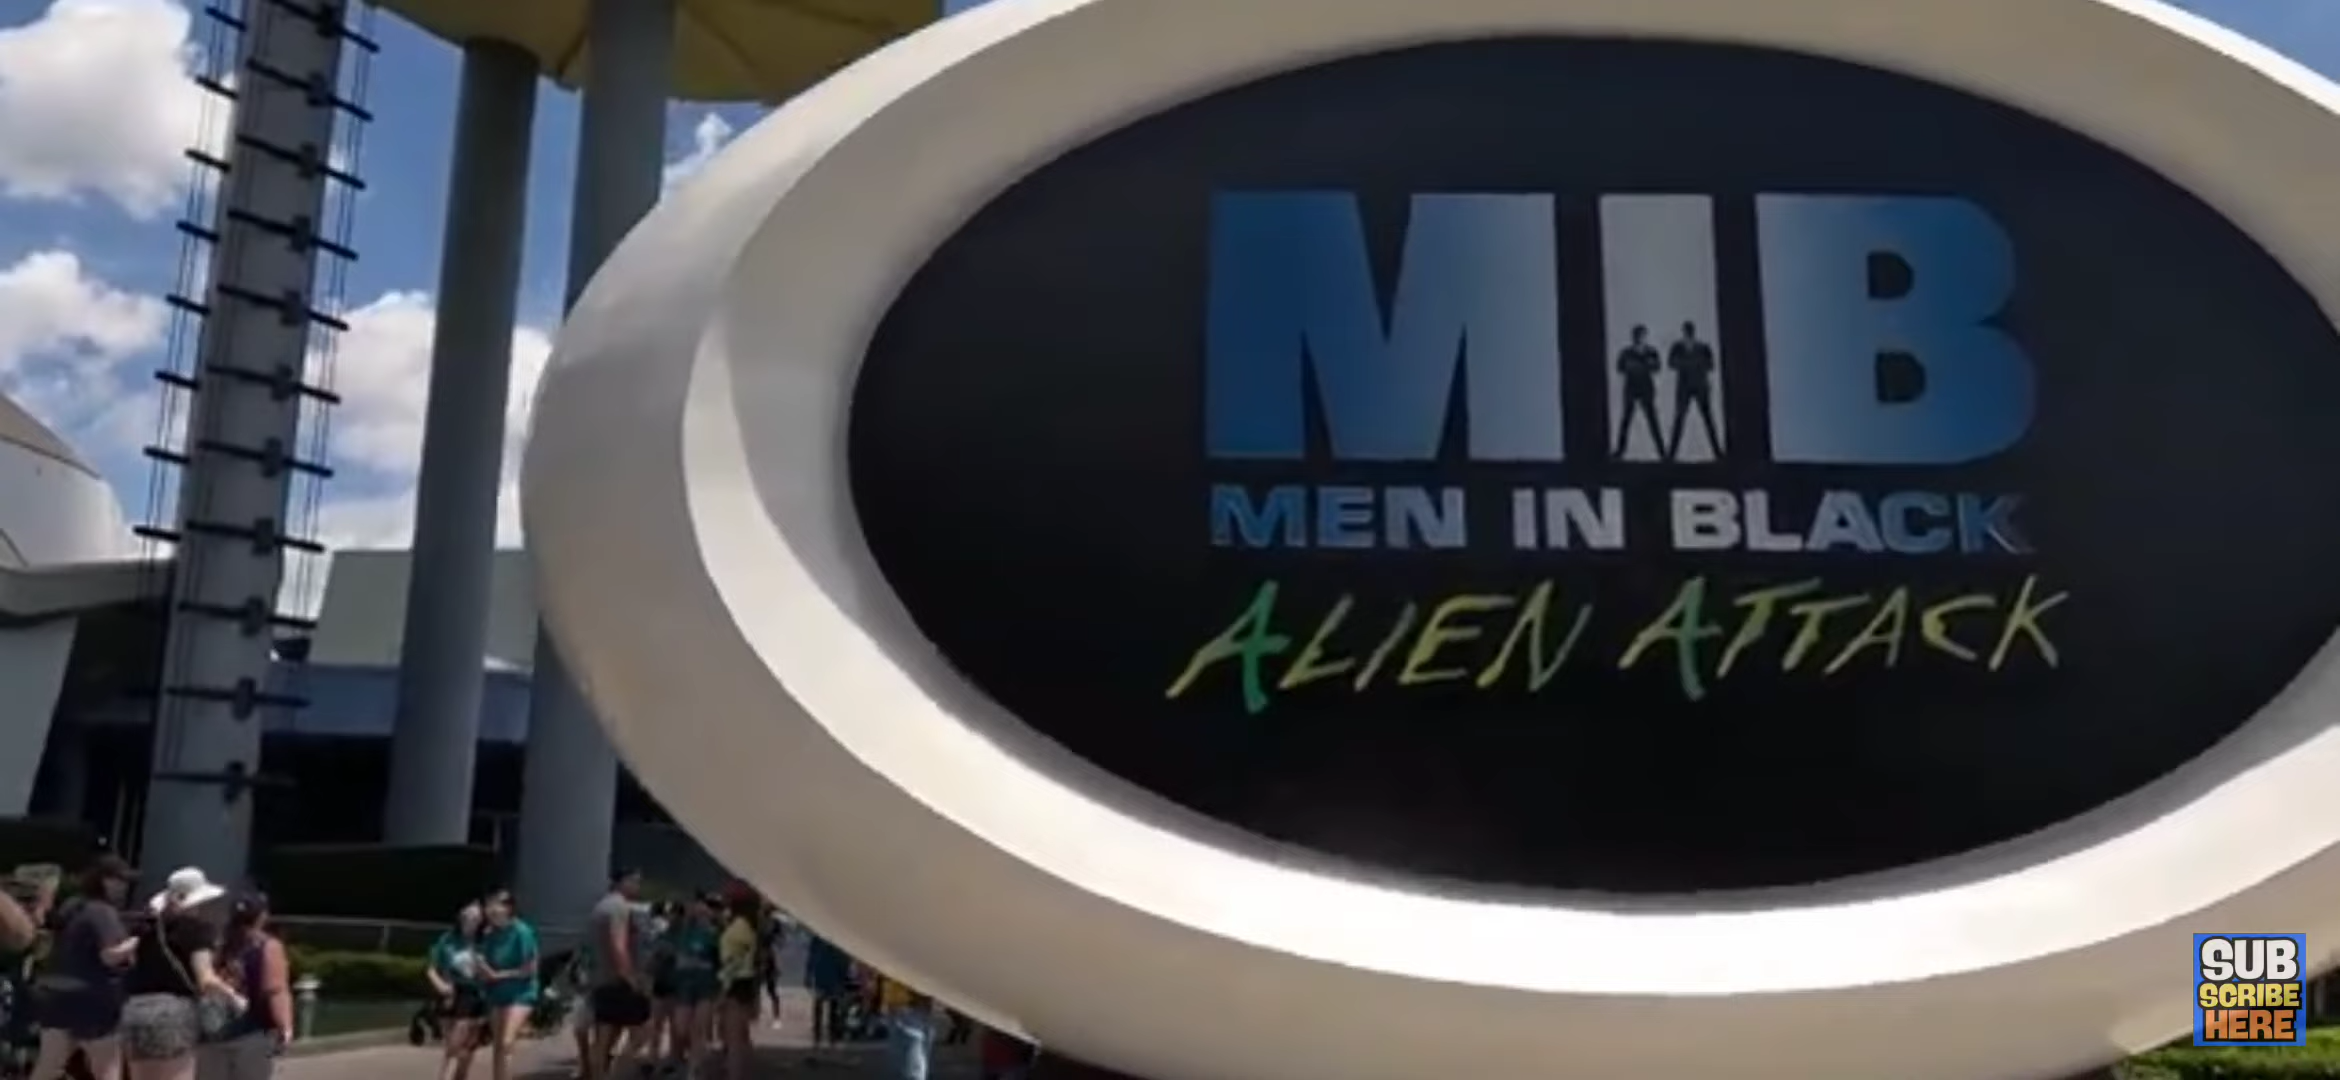 MIB
MEN IN BLACK
ALIEN ATTACK
SUB
SCRIBE
HERE